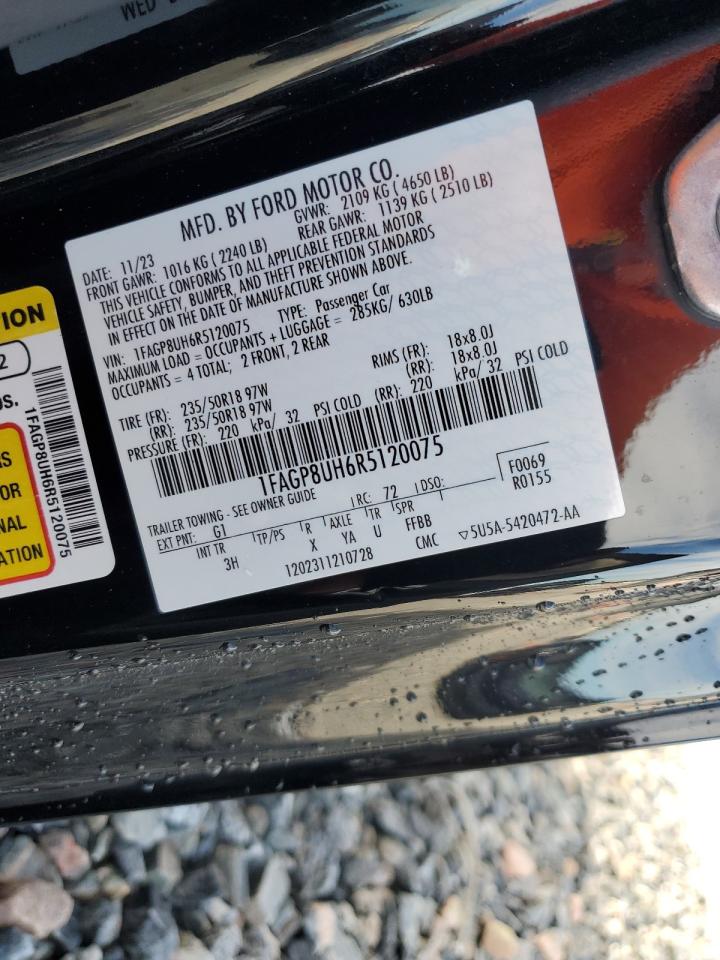 WED
MFD. BY FORD MOTOR CO.
DATE: 11/23 GVWR: 2109 KG ( 4650 LB)
FRONT GAWR: 1016 KG ( 2240 LB) REAR GAWR: 1139 KG ( 2510 LB)
THIS VEHICLE CONFORMS TO ALL APPLICABLE FEDERAL MOTOR
VEHICLE SAFETY, BUMPER, AND THEFT PREVENTION STANDARDS
IN EFFECT ON THE DATE OF MANUFACTURE SHOWN ABOVE.
VIN: 1FAGP8UH6R5120075 TYPE: Passenger Car
MAXIMUM LOAD = OCCUPANTS + LUGGAGE = 285KG/ 630LB
OCCUPANTS = 4 TOTAL; 2 FRONT, 2 REAR
TIRE (FR): 235/50R18 97W RIMS (FR): 18x8.0J
(RR): 235/50R18 97W (RR): 18x8.0J
PRESSURE (FR): 220 kPa/ 32 PSI COLD (RR): 220 kPa/ 32 PSI COLD
1FAGP8UH6R5120075
TRAILER TOWING - SEE OWNER GUIDE
EXT PNT: G1 RC: 72 DSO: F0069
INT TR TP/PS R AXLE TR SPR R0155
3H X YA U FFBB
1202311210728 CMC ▽5U5A-5420472-AA
ION
2
OS.
NS
OR
NAL
ATION
1FAGP8UH6R5120075